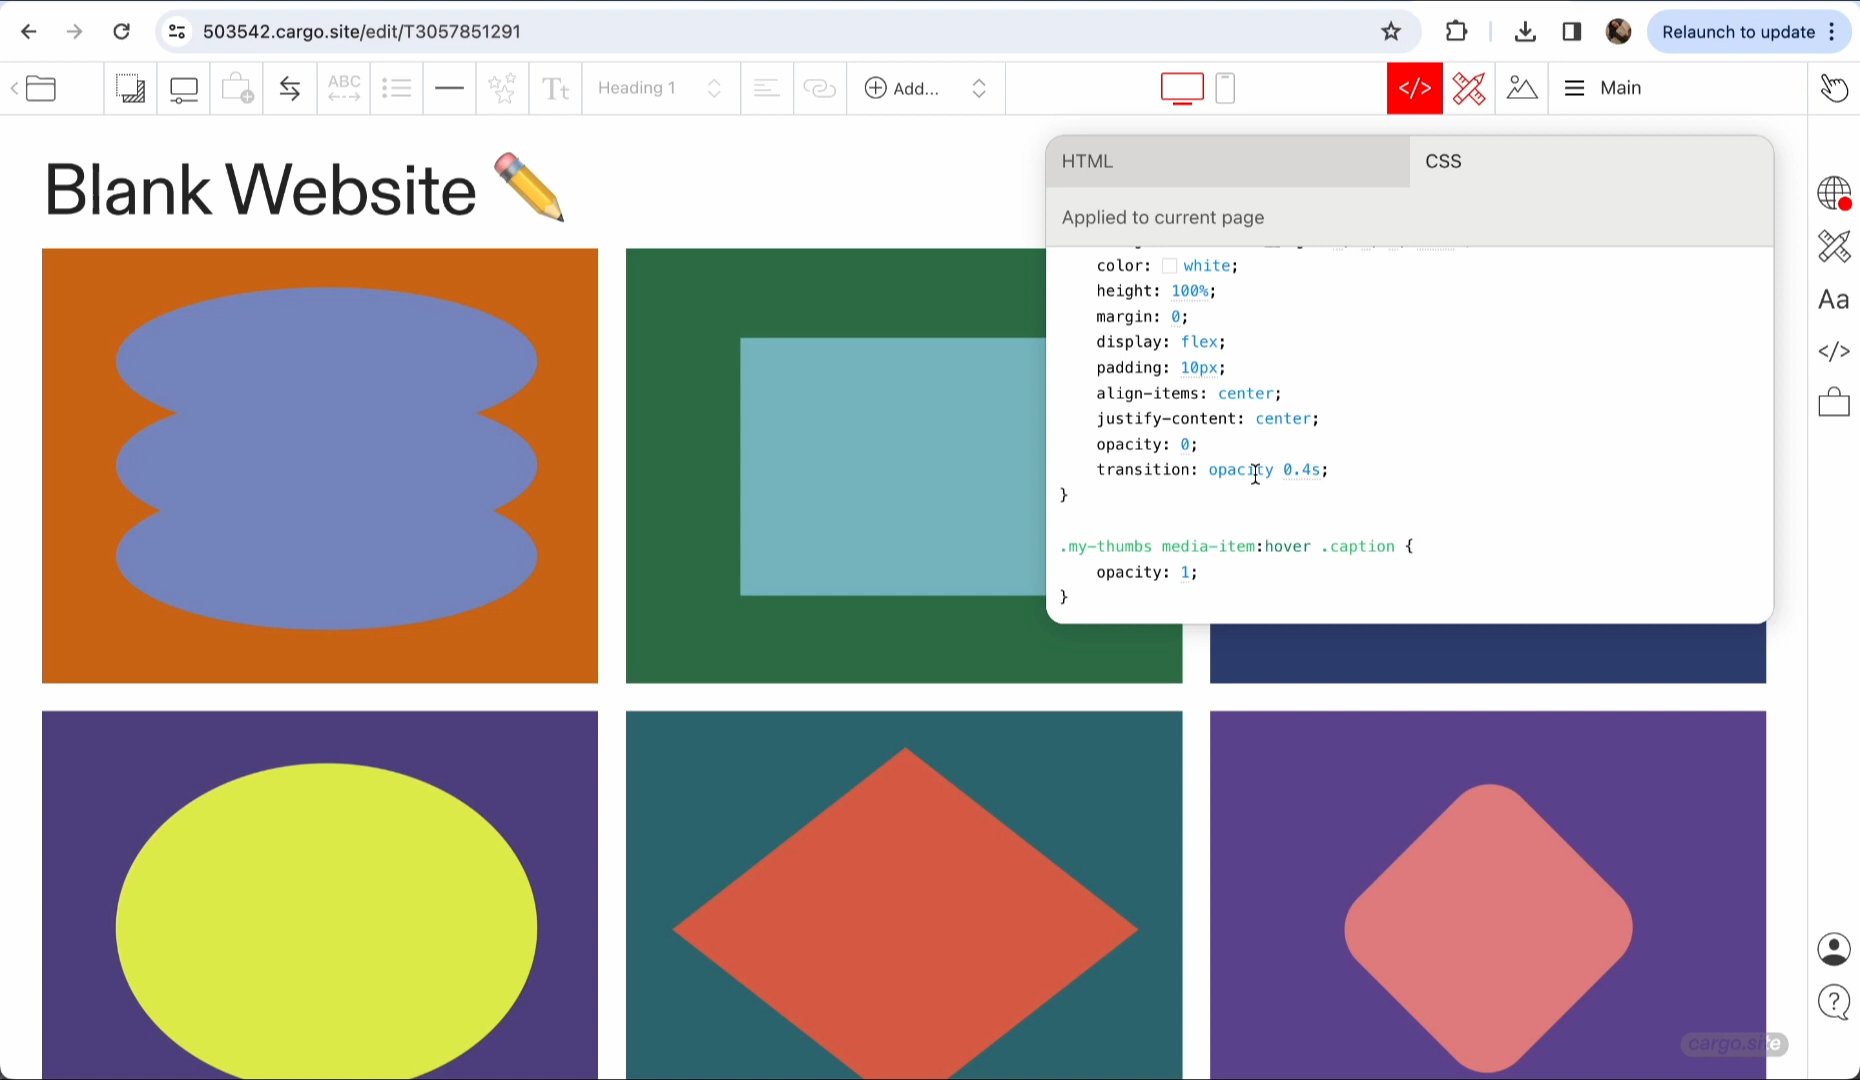 503542.cargo.site/edit/T3057851291
Relaunch to update
ABC
Tt
Heading 1
Add...
</>
Main
Blank Website
HTML
CSS
Applied to current page
color: white;
height: 100%;
margin: 0;
display: flex;
padding: 10px;
align-items: center;
justify-content: center;
opacity: 0;
transition: opacity 0.4s;
}
.my-thumbs media-item:hover .caption {
opacity: 1;
}
Aa
</>
?
cargo.site